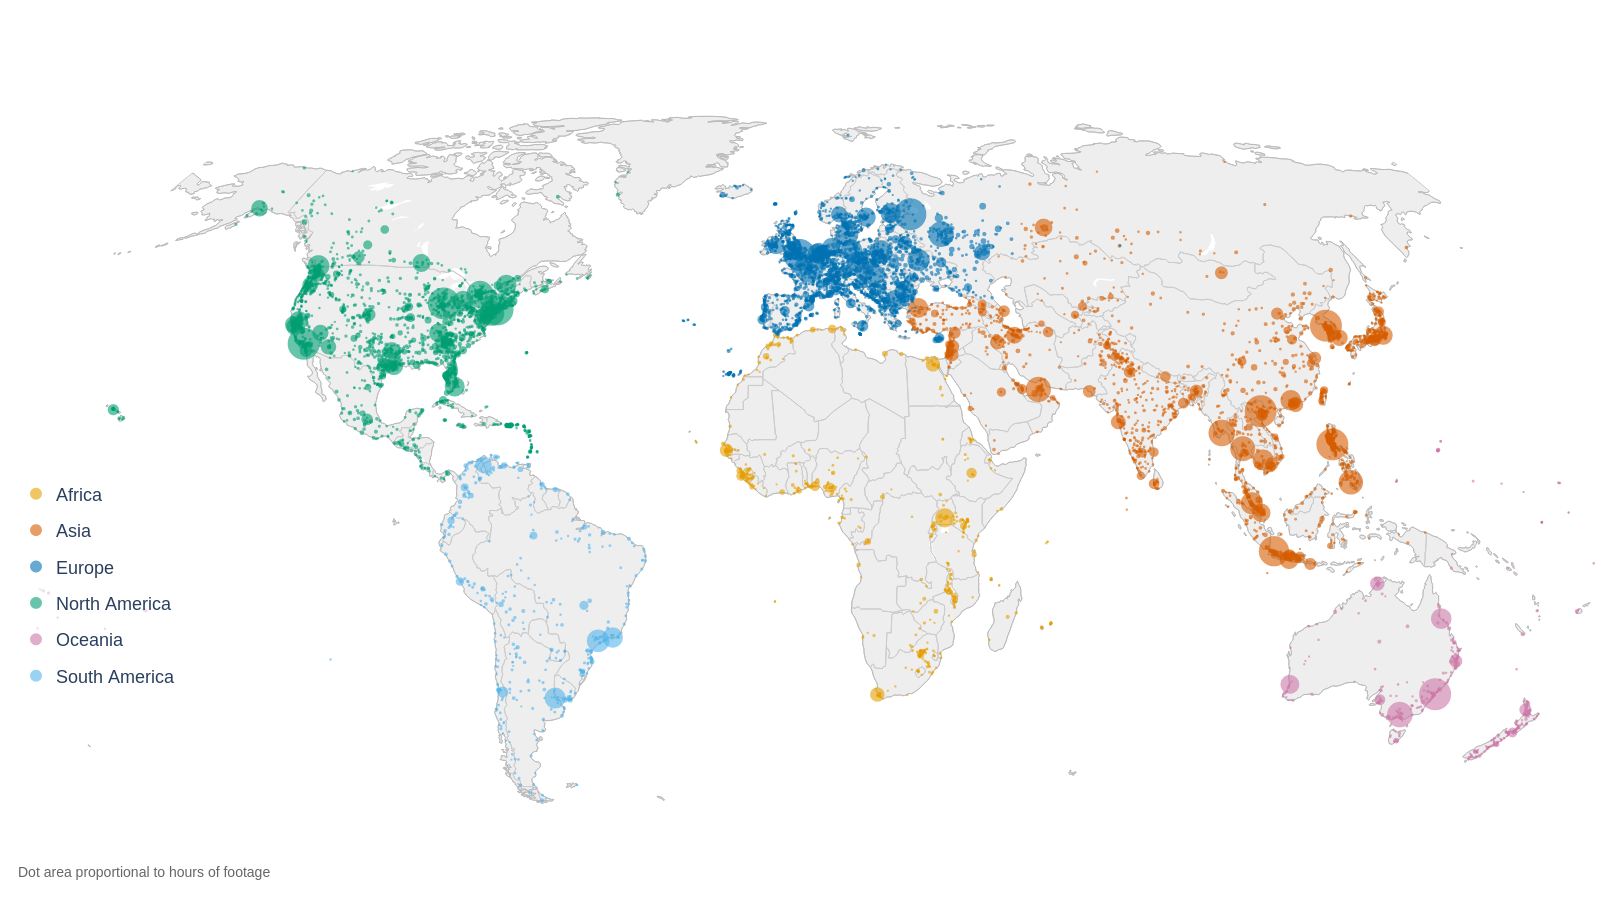 Africa
Asia
Europe
North America
Oceania
South America
Dot area proportional to hours of footage